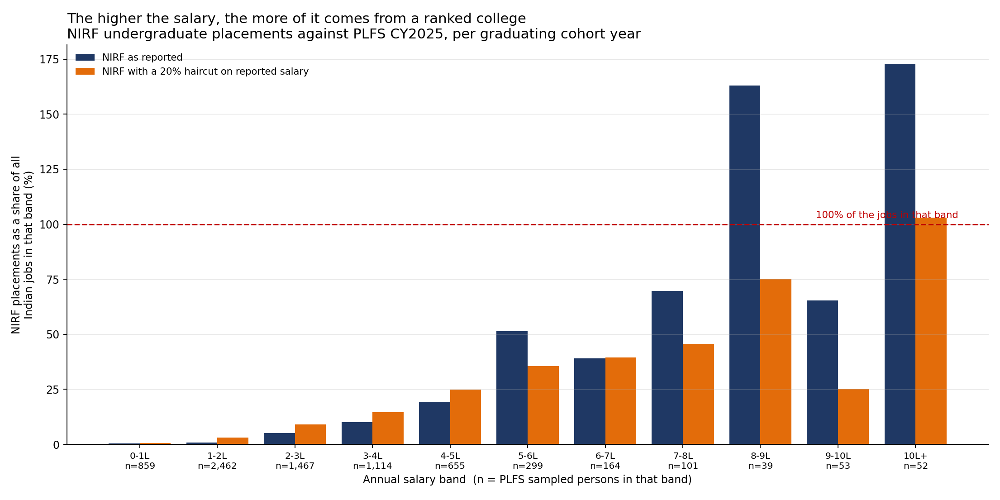 The higher the salary, the more of it comes from a ranked college
NIRF undergraduate placements against PLFS CY2025, per graduating cohort year
NIRF as reported
NIRF with a 20% haircut on reported salary
NIRF placements as a share of all
Indian jobs in that band (%)
175
150
125
100
75
50
25
0
100% of the jobs in that band
0-1L
n=859
1-2L
n=2,462
2-3L
n=1,467
3-4L
n=1,114
4-5L
n=655
5-6L
n=299
6-7L
n=164
7-8L
n=101
8-9L
n=39
9-10L
n=53
10L+
n=52
Annual salary band (n = PLFS sampled persons in that band)